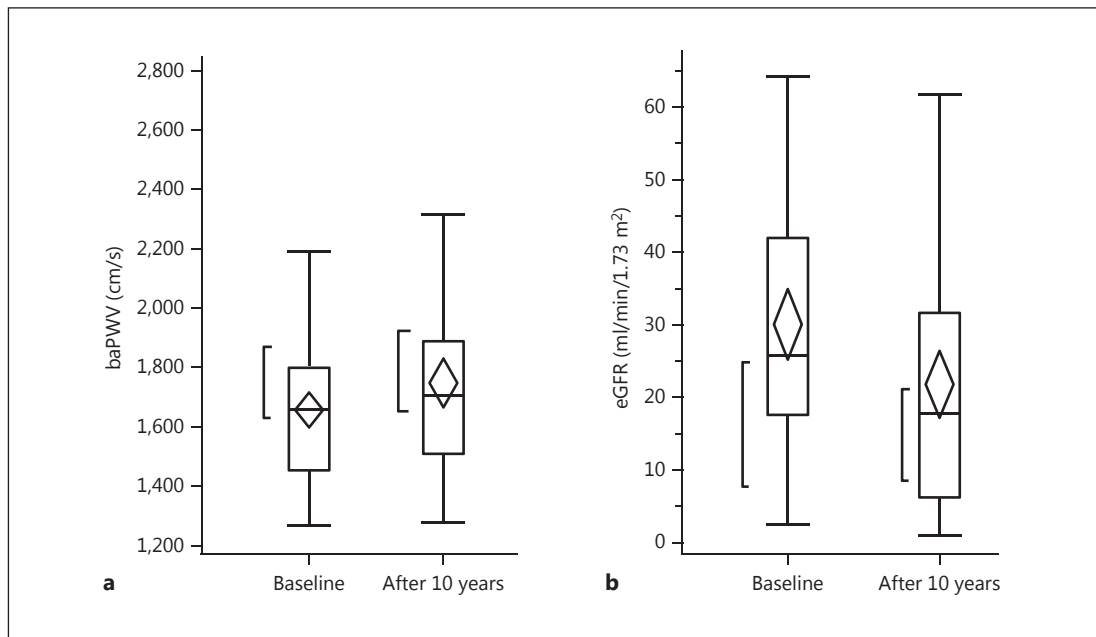 2,800
2,600
2,400
2,200
2,000
1,800
1,600
1,400
1,200
baPWV (cm/s)
Baseline
After 10 years
a
60
50
40
30
20
10
0
eGFR (ml/min/1.73 m²)
Baseline
After 10 years
b